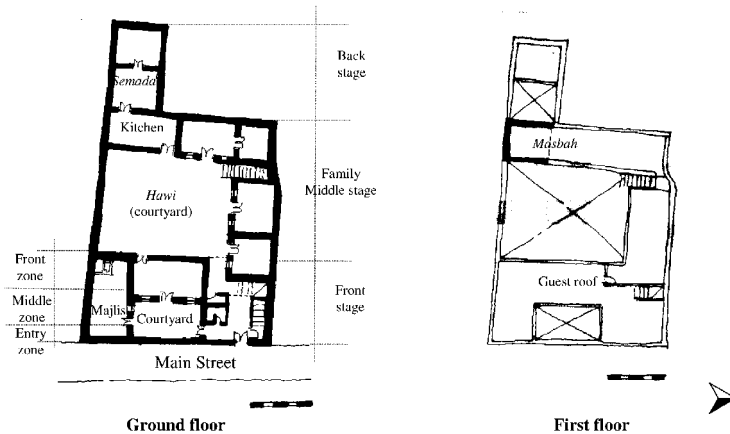 Back
stage
Semada
Kitchen
Masbah
Family
Middle stage
Hawi
(courtyard)
Front
zone
Middle
zone
Entry
zone
Majlis
Courtyard
Front
stage
Guest roof
Main Street
Ground floor
First floor